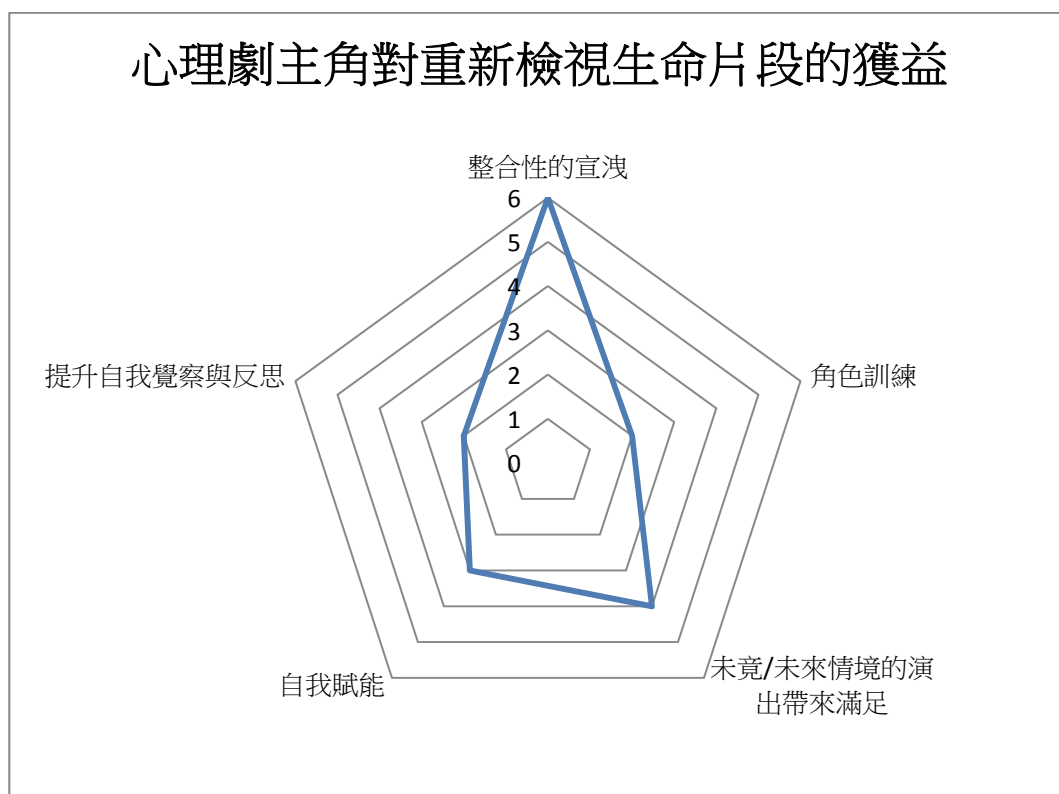 心理劇主角對重新檢視生命片段的獲益
整合性的宣洩
6
5
4
3
2
1
0
提升自我覺察與反思
角色訓練
自我賦能
未竟/未來情境的演
出帶來滿足